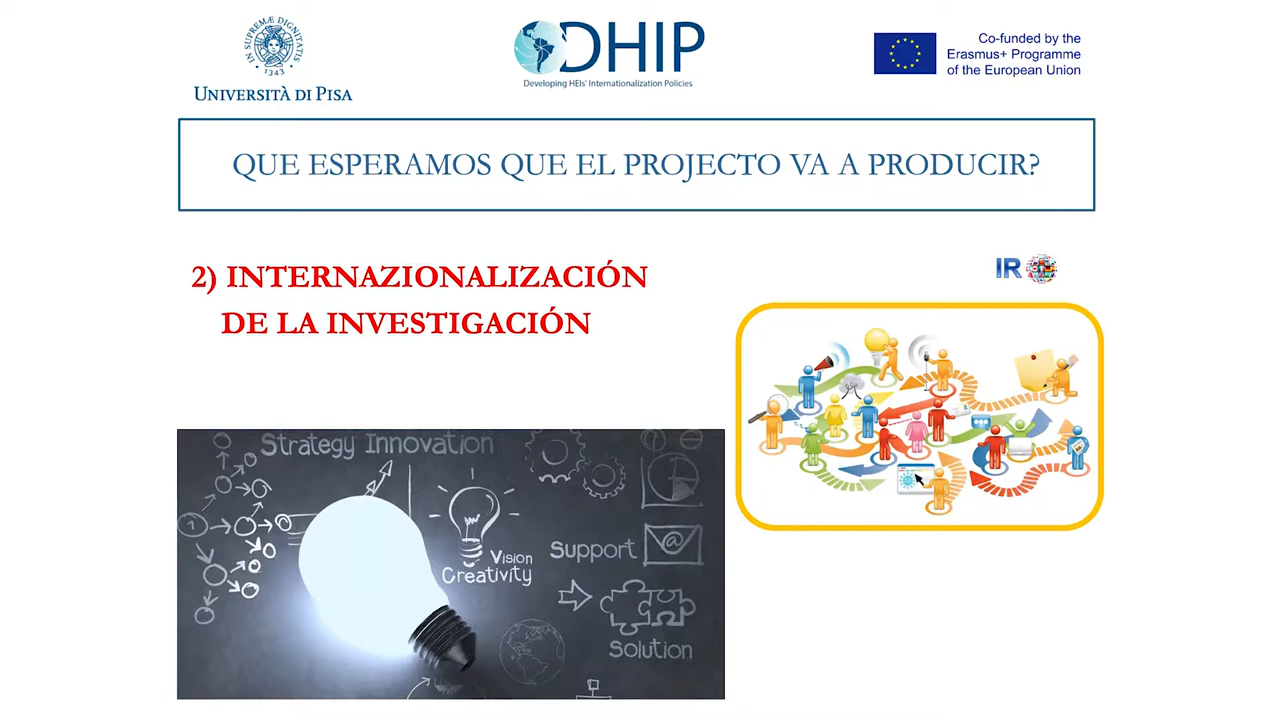 IN SUPREMÆ DIGNITATIS
· 1343 ·
UNIVERSITÀ DI PISA
DHIP
Developing HEIs' Internationalization Policies
Co-funded by the
Erasmus+ Programme
of the European Union
QUE ESPERAMOS QUE EL PROJECTO VA A PRODUCIR?
2) INTERNAZIONALIZACIÓN
DE LA INVESTIGACIÓN
IRO
Strategy Innovation
Vision
Creativity
Support
@
Solution